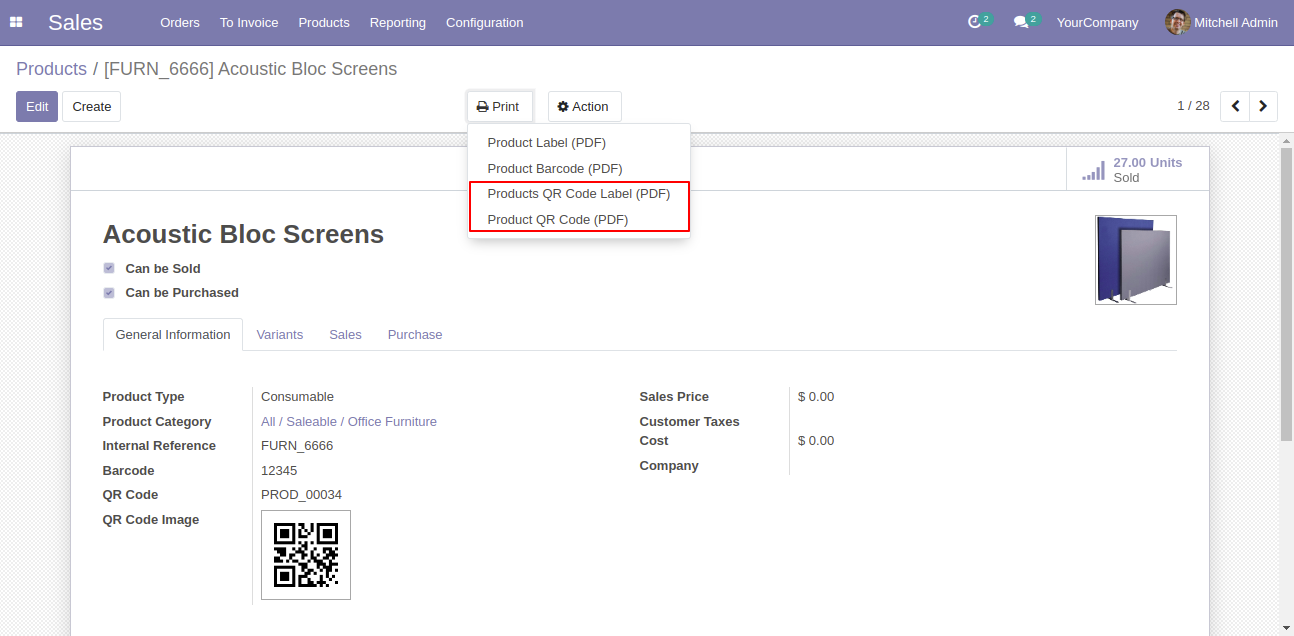 Sales Orders To Invoice Products Reporting Configuration 2 2 YourCompany Mitchell Admin
Products / [FURN_6666] Acoustic Bloc Screens
Edit Create Print Action 1 / 28
Product Label (PDF)
Product Barcode (PDF)
Products QR Code Label (PDF)
Product QR Code (PDF)
27.00 Units
Sold
Acoustic Bloc Screens
Can be Sold
Can be Purchased
General Information Variants Sales Purchase
Product Type Consumable
Product Category All / Saleable / Office Furniture
Internal Reference FURN_6666
Barcode 12345
QR Code PROD_00034
QR Code Image
Sales Price $ 0.00
Customer Taxes
Cost $ 0.00
Company